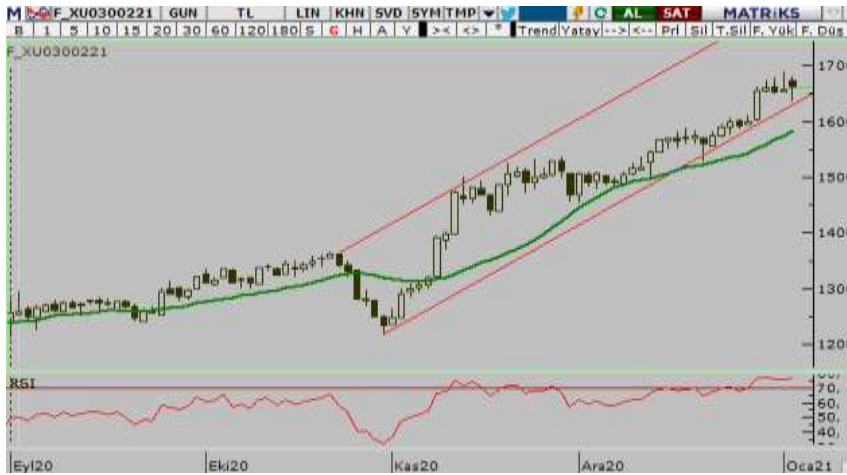 M F_XU0300221 GUN TL LIN KHN SVD SYM TMP AL SAT MATRİKS
B 1 5 10 15 20 30 60 120 180 S G H A Y >< <> * Trend Yatay --> <-- Prl Sil T.Sil F. Yük F. Düş
F_XU0300221
1700
1600
1500
1400
1300
1200
RSI
70,
60,
50,
40,
Eyl20 Eki20 Kas20 Ara20 Oca21